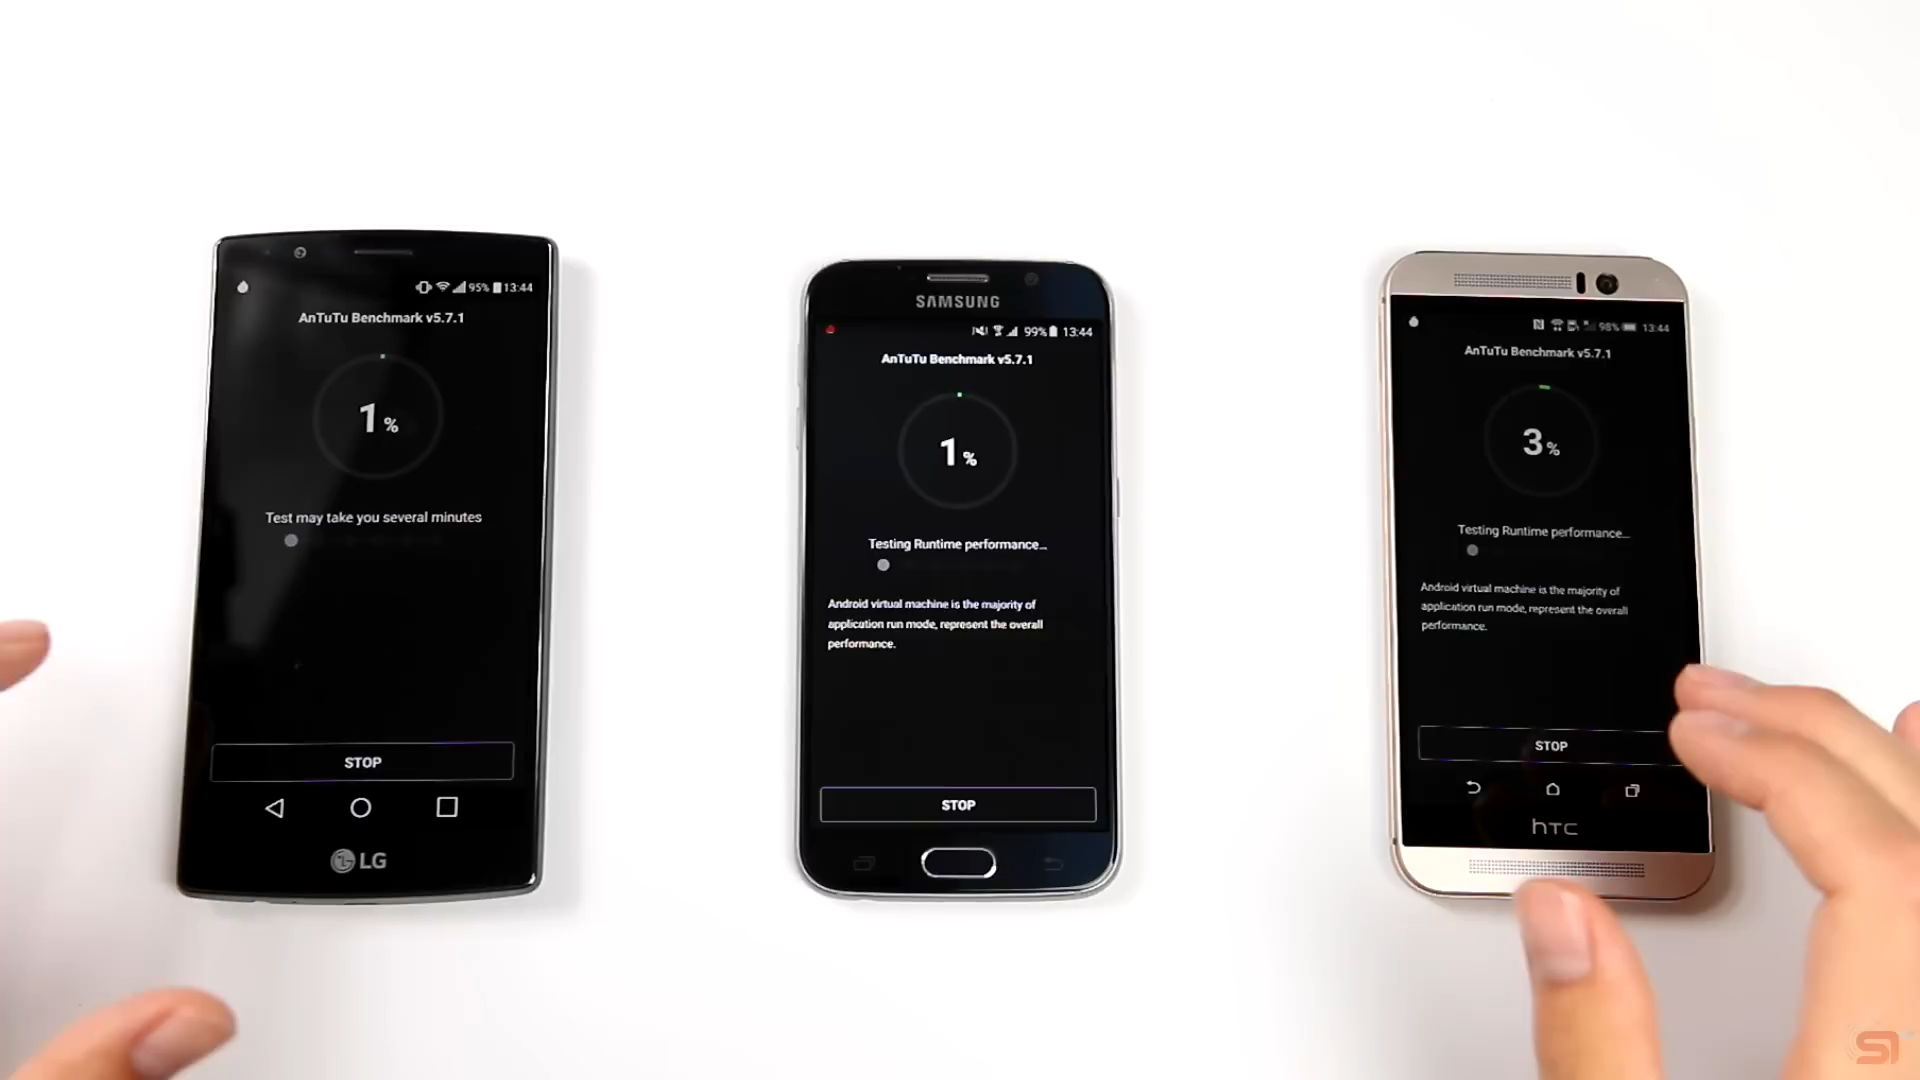 95% 13:44
AnTuTu Benchmark v5.7.1
1%
Test may take you several minutes
STOP
LG
SAMSUNG
99% 13:44
AnTuTu Benchmark v5.7.1
1%
Testing Runtime performance...
Android virtual machine is the majority of
application run mode, represent the overall
performance.
STOP
98% 13:44
AnTuTu Benchmark v5.7.1
3%
Testing Runtime performance...
Android virtual machine is the majority of
application run mode, represent the overall
performance.
STOP
hTC
S1